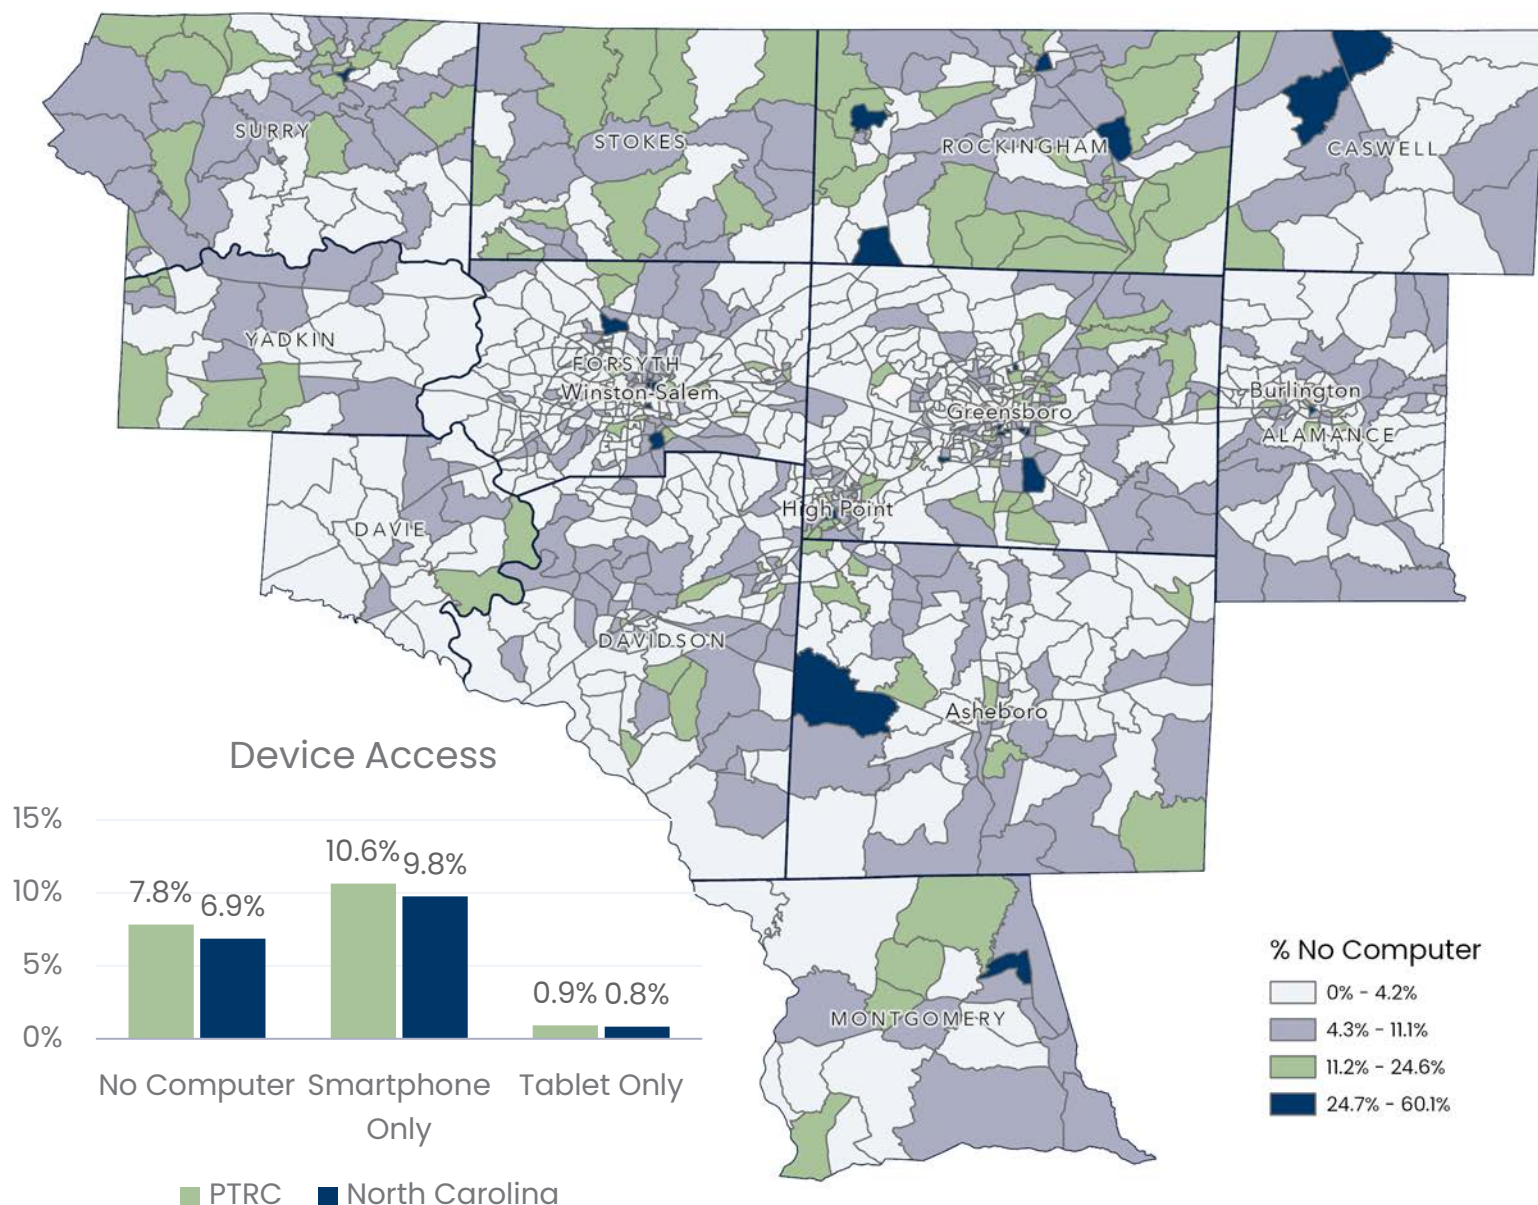 SURRY
STOKES
ROCKINGHAM
CASWELL
YADKIN
FORSYTH
Winston-Salem
Greensboro
Burlington
ALAMANCE
High Point
DAVIE
DAVIDSON
Asheboro
MONTGOMERY
Device Access
15%
10%
5%
0%
7.8%
6.9%
10.6%
9.8%
0.9%
0.8%
No Computer
Smartphone
Only
Tablet Only
PTRC
North Carolina
% No Computer
0% - 4.2%
4.3% - 11.1%
11.2% - 24.6%
24.7% - 60.1%